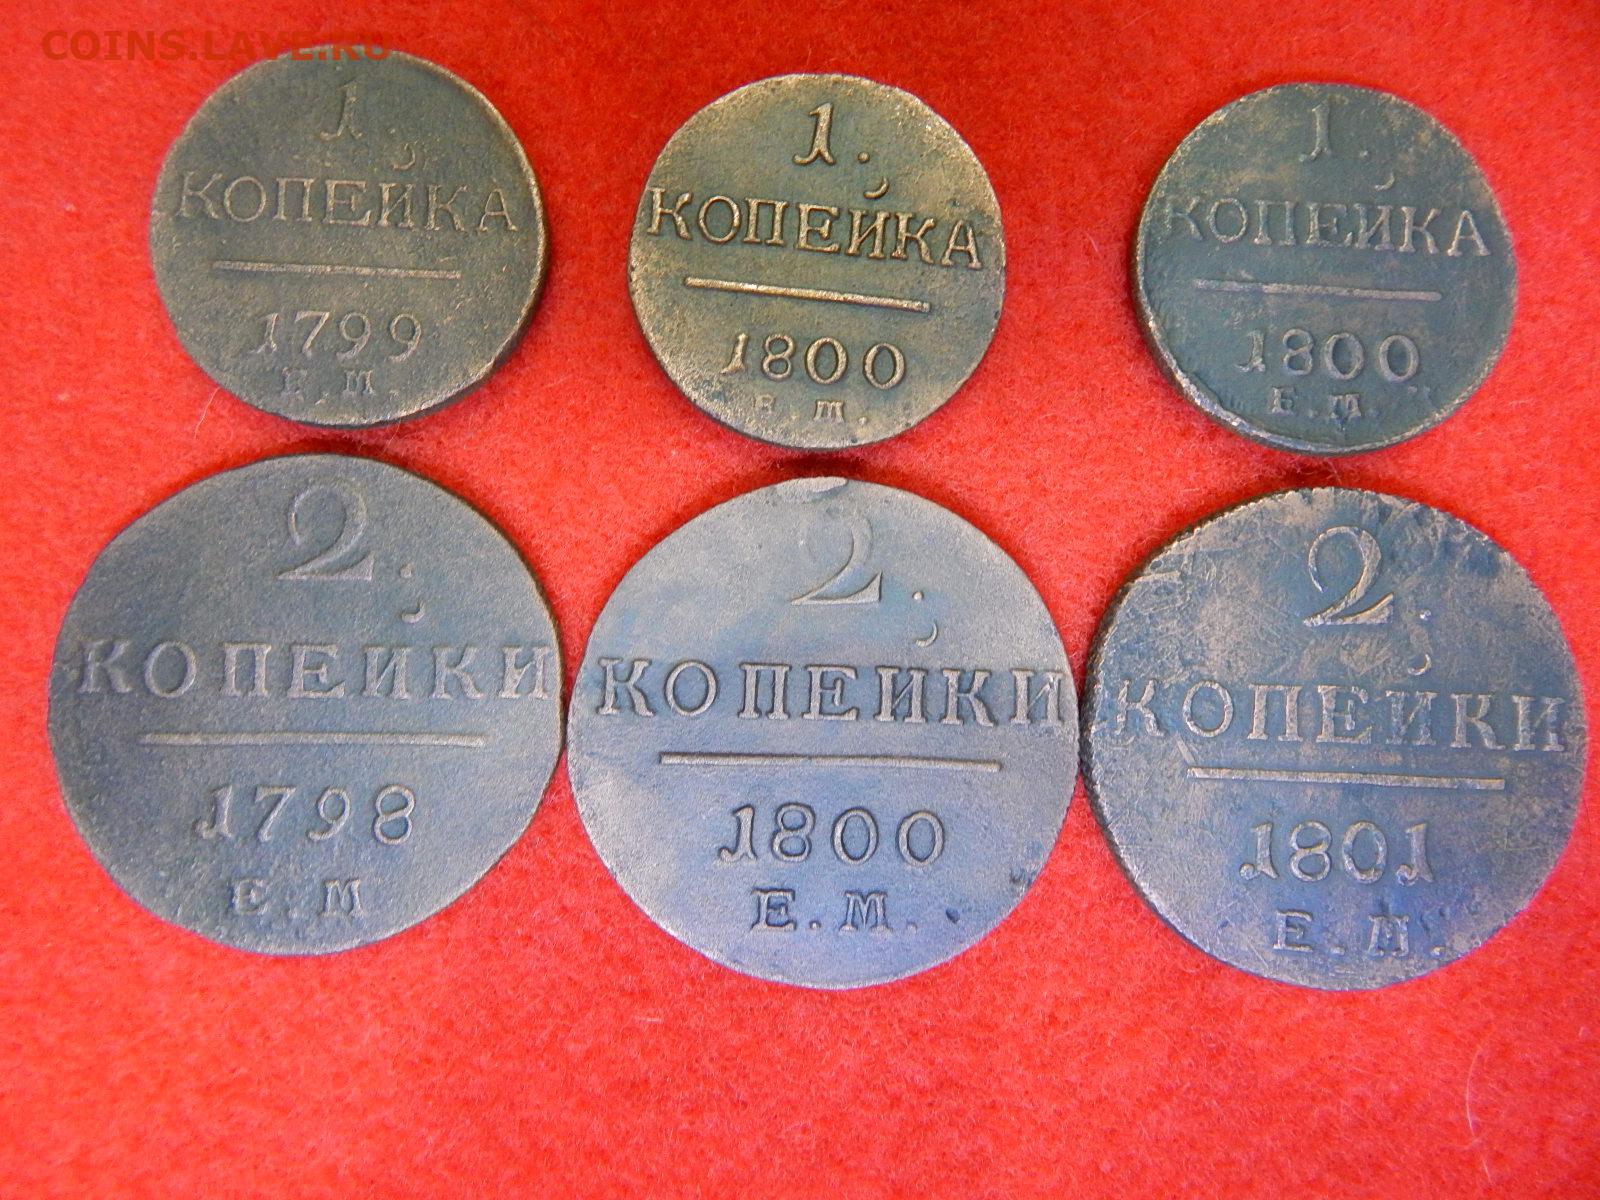 COINS.LAVE.RU
1.
КОПЕЙКА
1799
Е.М.
1.
КОПЕЙКА
1800
Е.М.
1.
КОПЕЙКА
1800
Е.М.
2.
КОПЕЙКИ
1798
Е.М
2.
КОПЕЙКИ
1800
Е.М.
2.
КОПЕЙКИ
1801
Е.М.